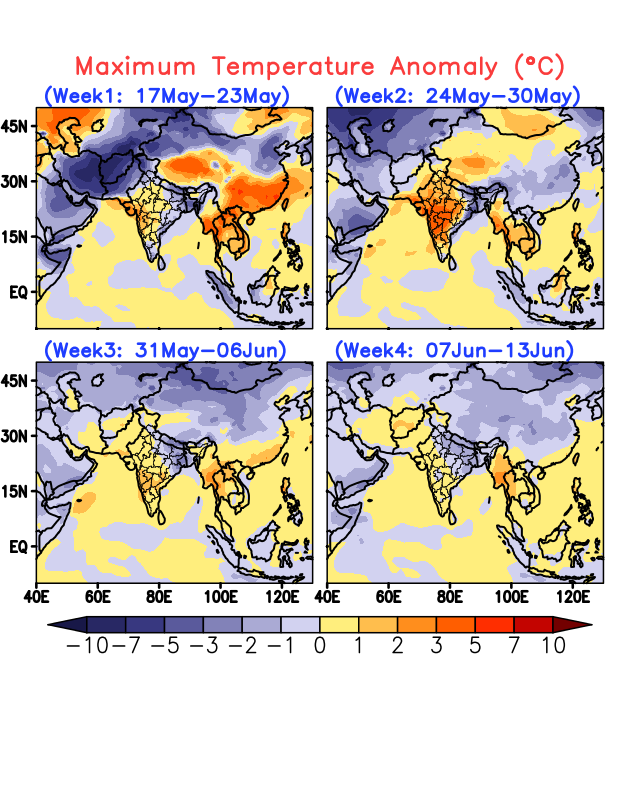 Maximum Temperature Anomaly (°C)
(Week1: 17May−23May) (Week2: 24May−30May)
45N
30N
15N
EQ
(Week3: 31May−06Jun) (Week4: 07Jun−13Jun)
45N
30N
15N
EQ
40E 60E 80E 100E 120E 40E 60E 80E 100E 120E
−10 −7 −5 −3 −2 −1 0 1 2 3 5 7 10